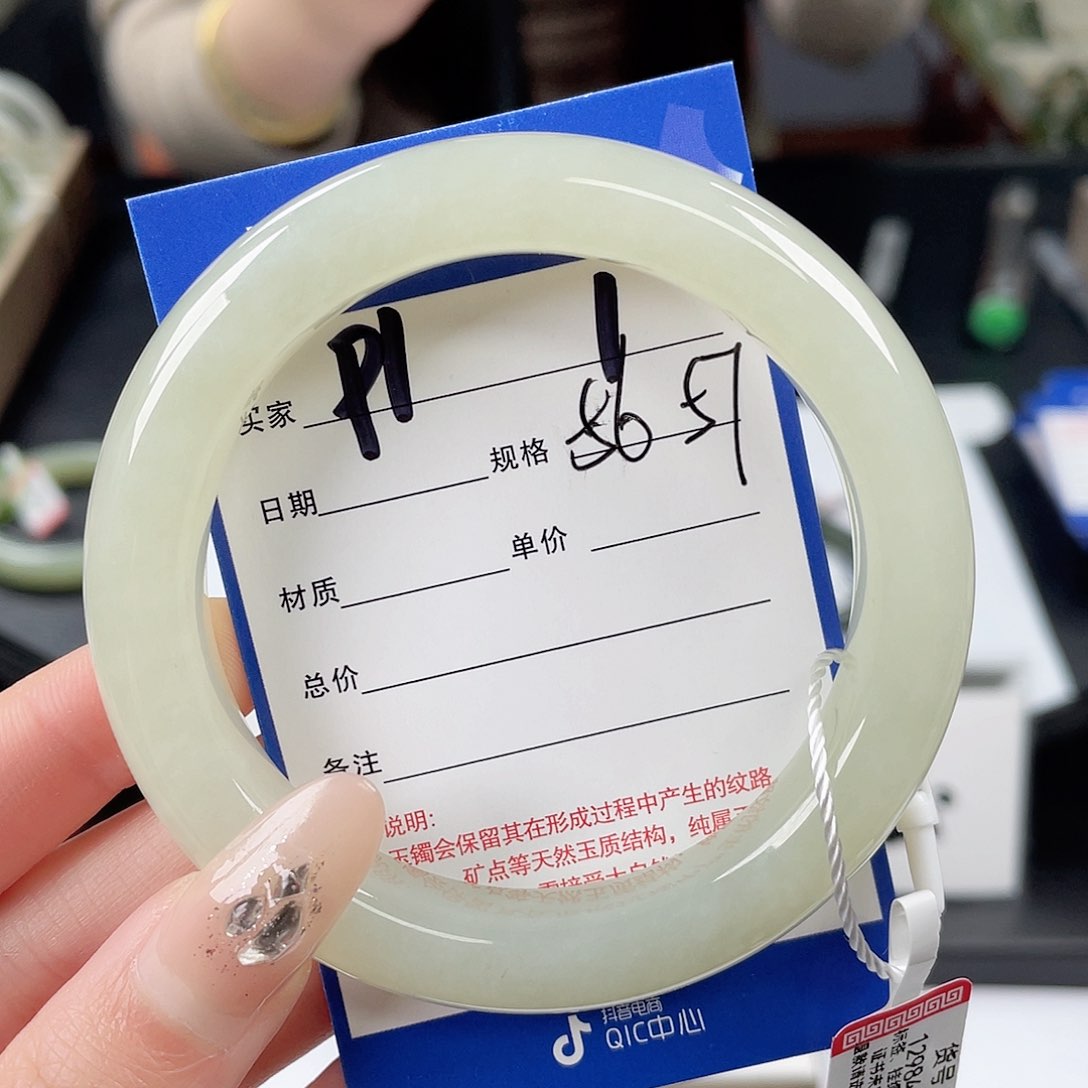 买家 P1 1
日期 规格 56 57
材质 单价
总价
备注
说明:
玉镯会保留其在形成过程中产生的纹路
矿点等天然玉质结构，纯属
抖音电商
QIC中心
货号